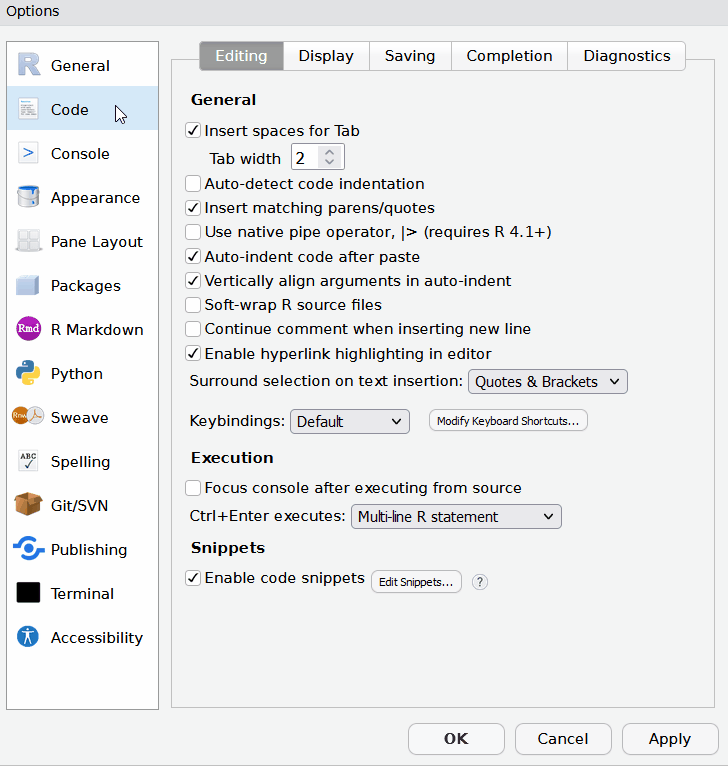 Options
General
Code
Console
Appearance
Pane Layout
Packages
Rmd R Markdown
Python
Rnw Sweave
ABC Spelling
Git/SVN
Publishing
Terminal
Accessibility
Editing Display Saving Completion Diagnostics
General
Insert spaces for Tab
Tab width 2
Auto-detect code indentation
Insert matching parens/quotes
Use native pipe operator, |> (requires R 4.1+)
Auto-indent code after paste
Vertically align arguments in auto-indent
Soft-wrap R source files
Continue comment when inserting new line
Enable hyperlink highlighting in editor
Surround selection on text insertion: Quotes & Brackets
Keybindings: Default Modify Keyboard Shortcuts...
Execution
Focus console after executing from source
Ctrl+Enter executes: Multi-line R statement
Snippets
Enable code snippets Edit Snippets... ?
OK Cancel Apply